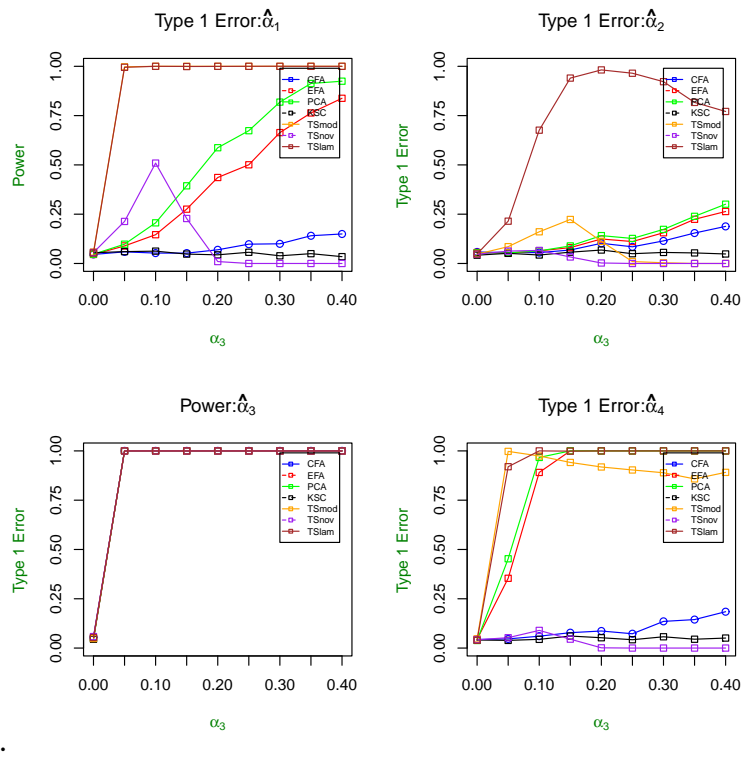 Type 1 Error:α̂₁
Power
1.00
0.75
0.50
0.25
0.00
CFA
EFA
PCA
KSC
TSmod
TSnov
TSlam
0.00 0.10 0.20 0.30 0.40
α₃
Type 1 Error:α̂₂
Type 1 Error
1.00
0.75
0.50
0.25
0.00
CFA
EFA
PCA
KSC
TSmod
TSnov
TSlam
0.00 0.10 0.20 0.30 0.40
α₃
Power:α̂₃
Type 1 Error
1.00
0.75
0.50
0.25
0.00
CFA
EFA
PCA
KSC
TSmod
TSnov
TSlam
0.00 0.10 0.20 0.30 0.40
α₃
Type 1 Error:α̂₄
Type 1 Error
1.00
0.75
0.50
0.25
0.00
CFA
EFA
PCA
KSC
TSmod
TSnov
TSlam
0.00 0.10 0.20 0.30 0.40
α₃
.